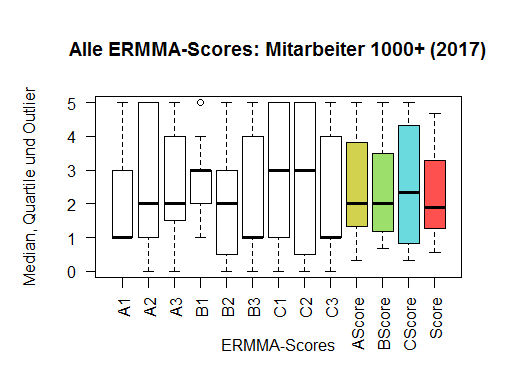 Alle ERMMA-Scores: Mitarbeiter 1000+ (2017)
Median, Quartile und Outlier
5
4
3
2
1
0
A1 A2 A3 B1 B2 B3 C1 C2 C3 AScore BScore CScore Score
ERMMA-Scores